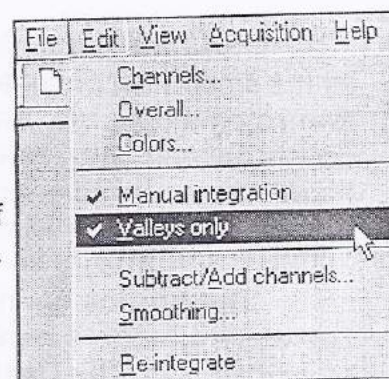 File Edit View Acquisition Help
Channels...
Overall...
Colors...
Manual integration
Valleys only
Subtract/Add channels...
Smoothing...
Re-integrate